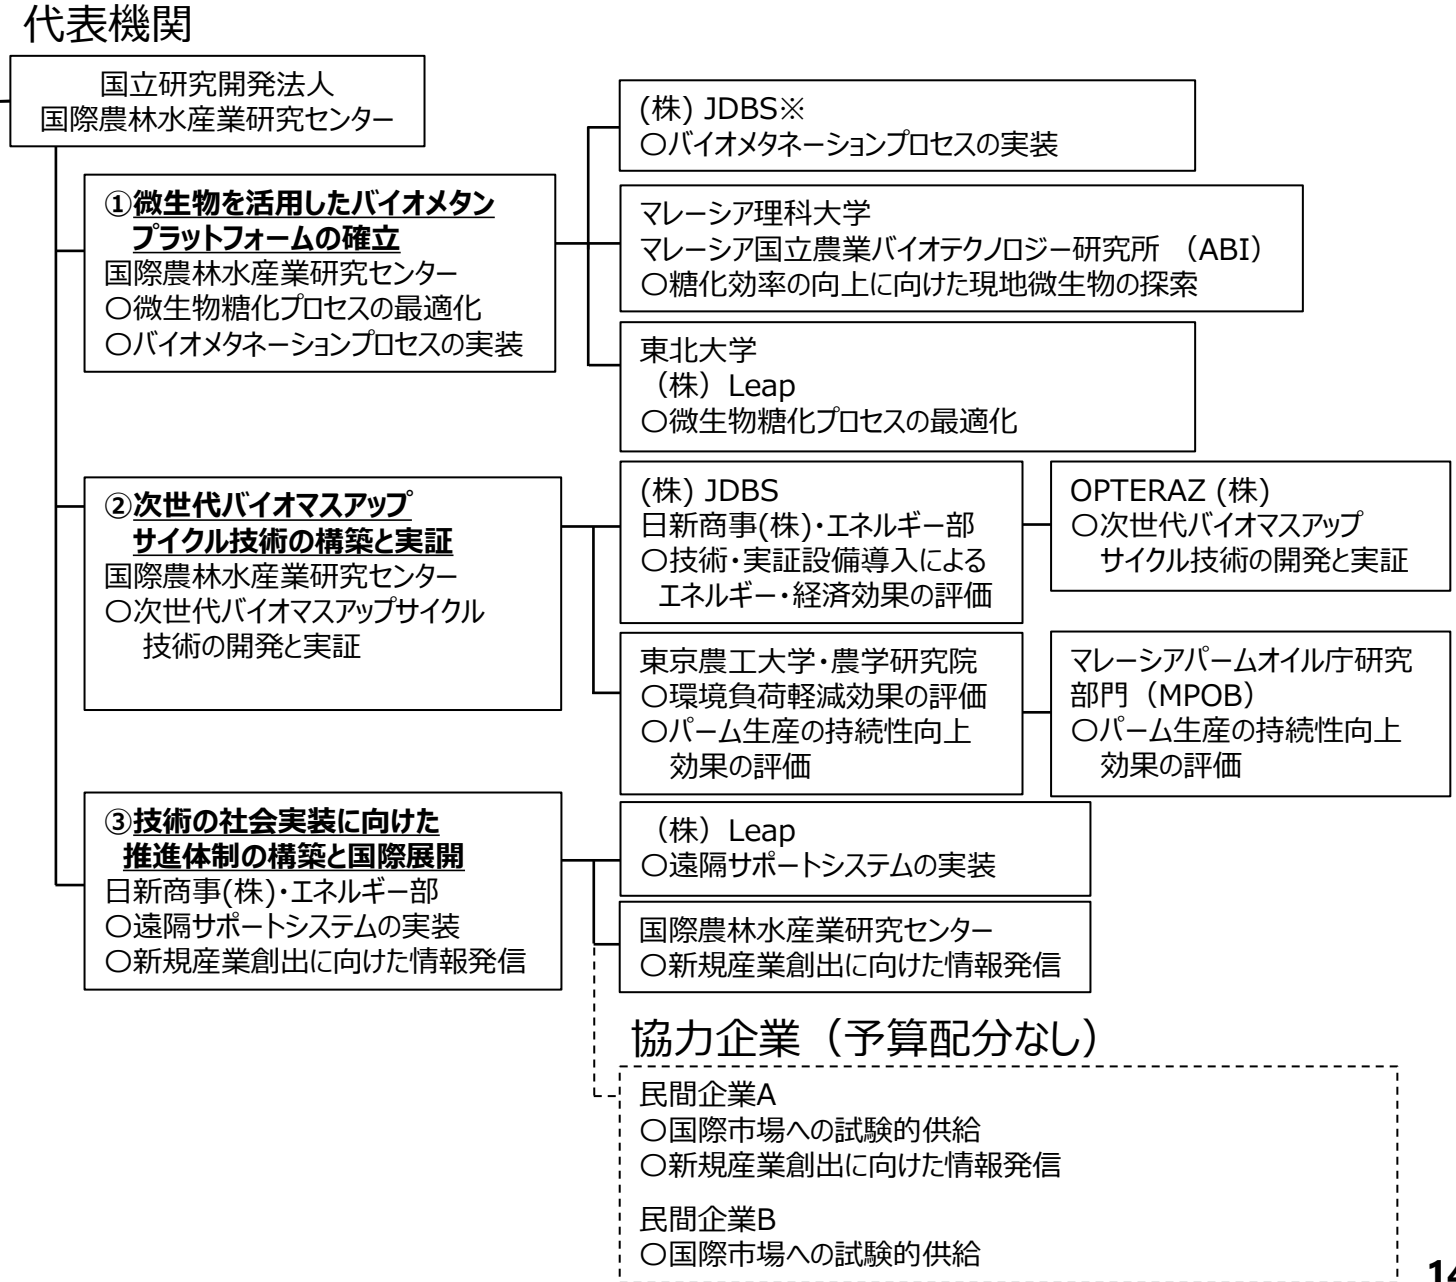 代表機関
国立研究開発法人
国際農林水産業研究センター
①微生物を活用したバイオメタン
プラットフォームの確立
国際農林水産業研究センター
〇微生物糖化プロセスの最適化
〇バイオメタネーションプロセスの実装
(株) JDBS※
〇バイオメタネーションプロセスの実装
マレーシア理科大学
マレーシア国立農業バイオテクノロジー研究所 （ABI）
〇糖化効率の向上に向けた現地微生物の探索
東北大学
（株）Leap
〇微生物糖化プロセスの最適化
②次世代バイオマスアップ
サイクル技術の構築と実証
国際農林水産業研究センター
〇次世代バイオマスアップサイクル
技術の開発と実証
(株) JDBS
日新商事(株)・エネルギー部
〇技術・実証設備導入による
エネルギー・経済効果の評価
OPTERAZ (株)
〇次世代バイオマスアップ
サイクル技術の開発と実証
東京農工大学・農学研究院
〇環境負荷軽減効果の評価
〇パーム生産の持続性向上
効果の評価
マレーシアパームオイル庁研究
部門（MPOB）
〇パーム生産の持続性向上
効果の評価
③技術の社会実装に向けた
推進体制の構築と国際展開
日新商事(株)・エネルギー部
〇遠隔サポートシステムの実装
〇新規産業創出に向けた情報発信
（株）Leap
〇遠隔サポートシステムの実装
国際農林水産業研究センター
〇新規産業創出に向けた情報発信
協力企業（予算配分なし）
民間企業A
〇国際市場への試験的供給
〇新規産業創出に向けた情報発信
民間企業B
〇国際市場への試験的供給
14